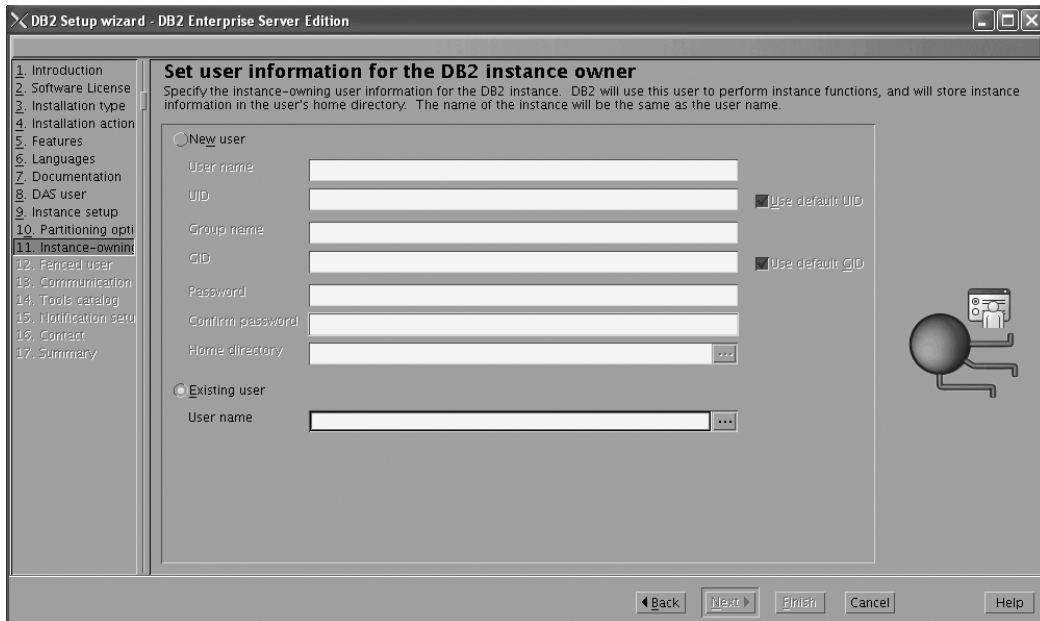 DB2 Setup wizard - DB2 Enterprise Server Edition
1. Introduction
2. Software License
3. Installation type
4. Installation action
5. Features
6. Languages
7. Documentation
8. DAS user
9. Instance setup
10. Partitioning opti
11. Instance-owning
12. Fenced user
13. Communication
14. Tools catalog
15. Notification setu
16. Contact
17. Summary
Set user information for the DB2 instance owner
Specify the instance-owning user information for the DB2 instance. DB2 will use this user to perform instance functions, and will store instance
information in the user's home directory. The name of the instance will be the same as the user name.
New user
User name
UID
Use default UID
Group name
GID
Use default GID
Password
Confirm password
Home directory
...
Existing user
User name
...
Back
Next
Finish
Cancel
Help